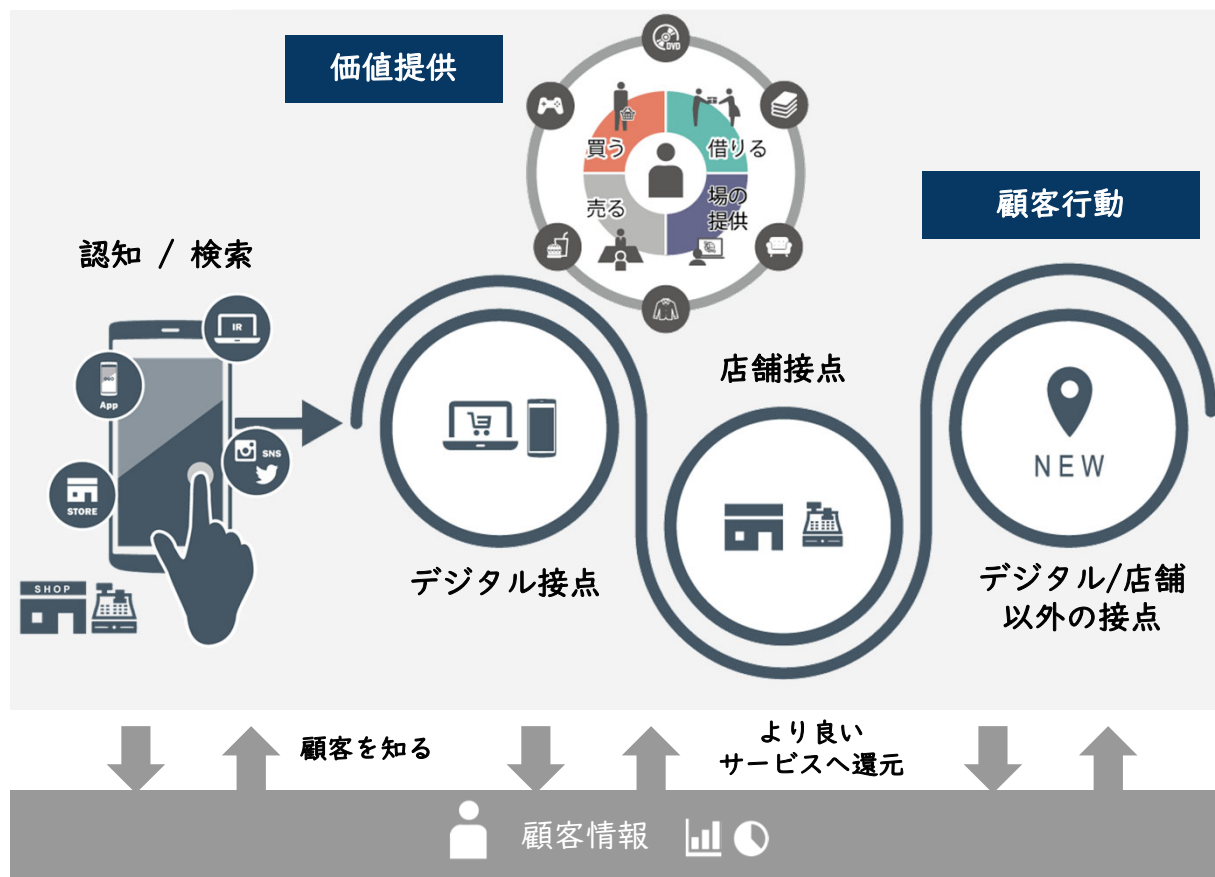 価値提供
DVD
買う
借りる
売る
場の
提供
顧客行動
認知 / 検索
IR
App
SNS
STORE
SHOP
デジタル接点
店舗接点
NEW
デジタル/店舗
以外の接点
顧客を知る
より良い
サービスへ還元
顧客情報